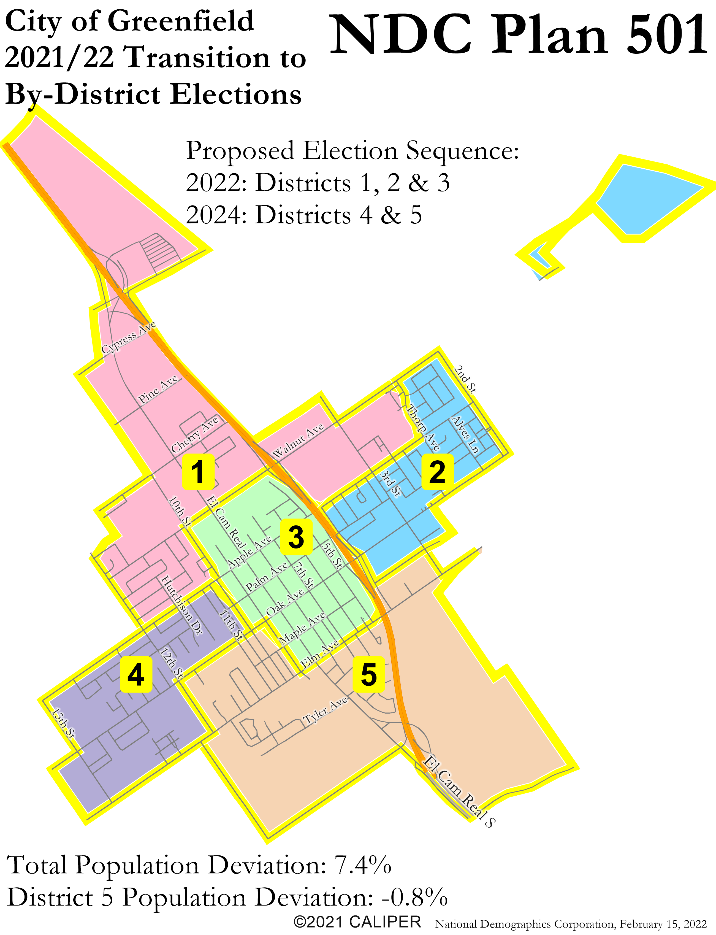 City of Greenfield
2021/22 Transition to
By-District Elections
NDC Plan 501
Proposed Election Sequence:
2022: Districts 1, 2 & 3
2024: Districts 4 & 5
Cypress Ave
Pine Ave
Cherry Ave
Walnut Ave
2nd St
Thorp Ave
Alves Ln
3rd St
1
2
10th St
El Cam Real
3
5th St
Apple Ave
Palm Ave
7th St
Oak Ave
Hutchison Dr
11th St
Maple Ave
Elm Ave
12th St
4
5
13th St
Tyler Ave
El Cam Real S
Total Population Deviation: 7.4%
District 5 Population Deviation: -0.8%
©2021 CALIPER
National Demographics Corporation, February 15, 2022